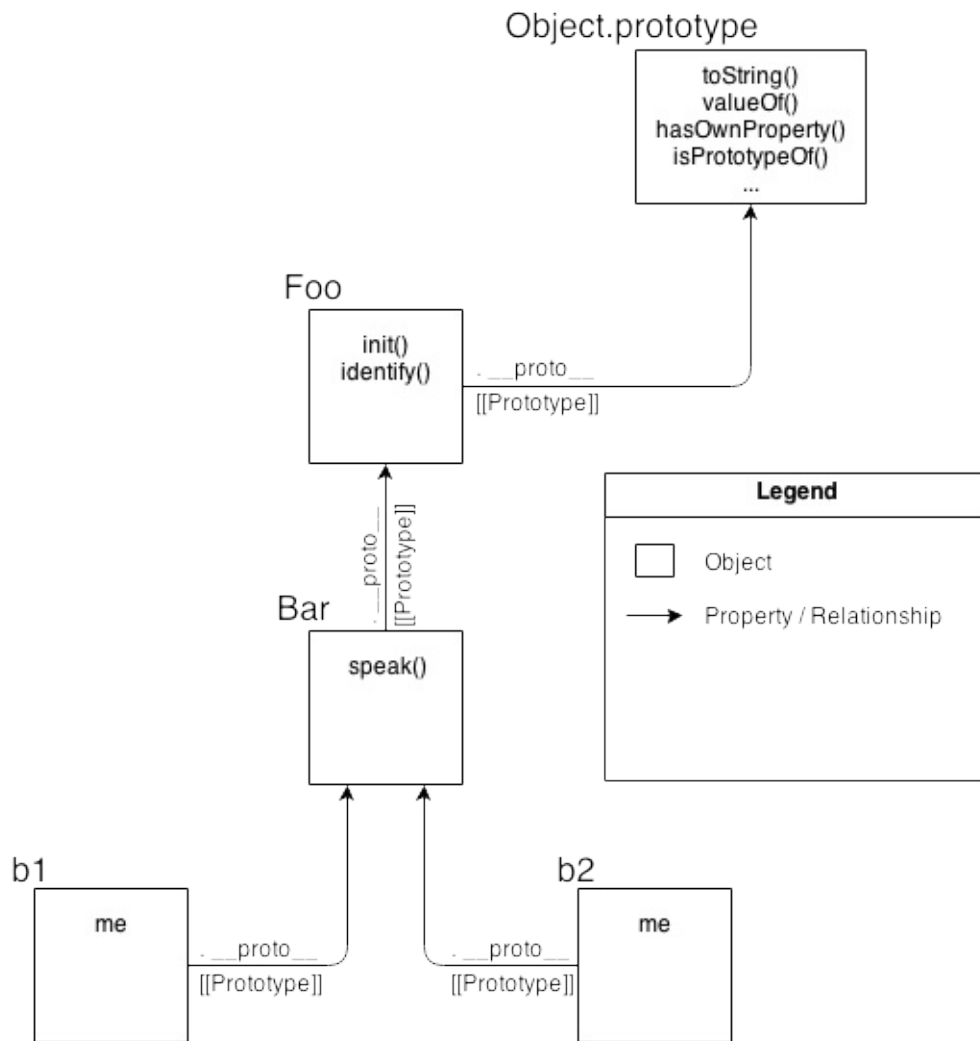 Object.prototype
toString()
valueOf()
hasOwnProperty()
isPrototypeOf()
...
Foo
init()
identify()
. __proto__
[[Prototype]]
. __proto__
[[Prototype]]
Legend
Object
Property / Relationship
Bar
speak()
b1
me
. __proto__
[[Prototype]]
b2
me
. __proto__
[[Prototype]]